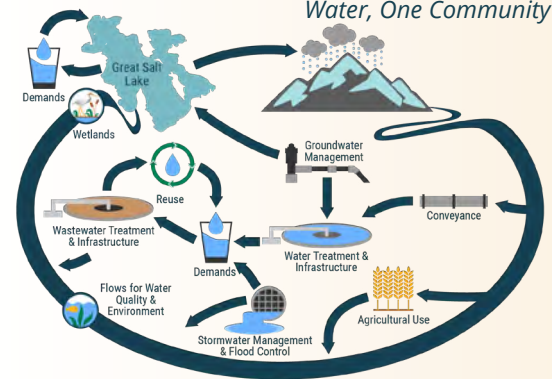 Water, One Community
Great Salt
Lake
Demands
Wetlands
Groundwater
Management
Reuse
Conveyance
Wastewater Treatment
& Infrastructure
Demands
Water Treatment &
Infrastructure
Flows for Water
Quality &
Environment
Agricultural Use
Stormwater Management
& Flood Control